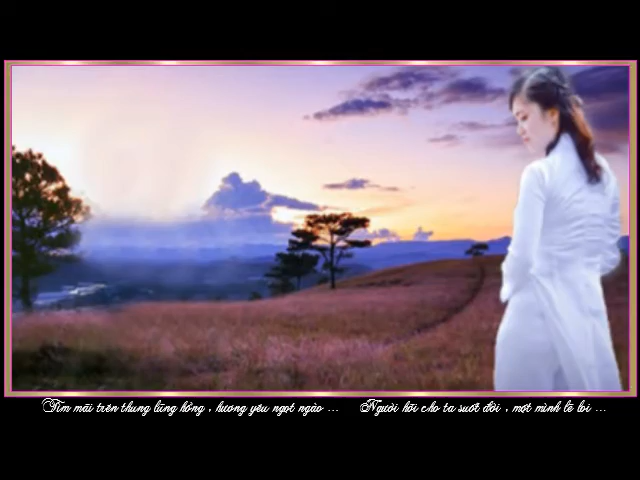 Tìm mãi trên thung lũng hồng , hương yêu ngọt ngào ... Người hỡi cho ta suốt đời , một mình lẻ loi ...